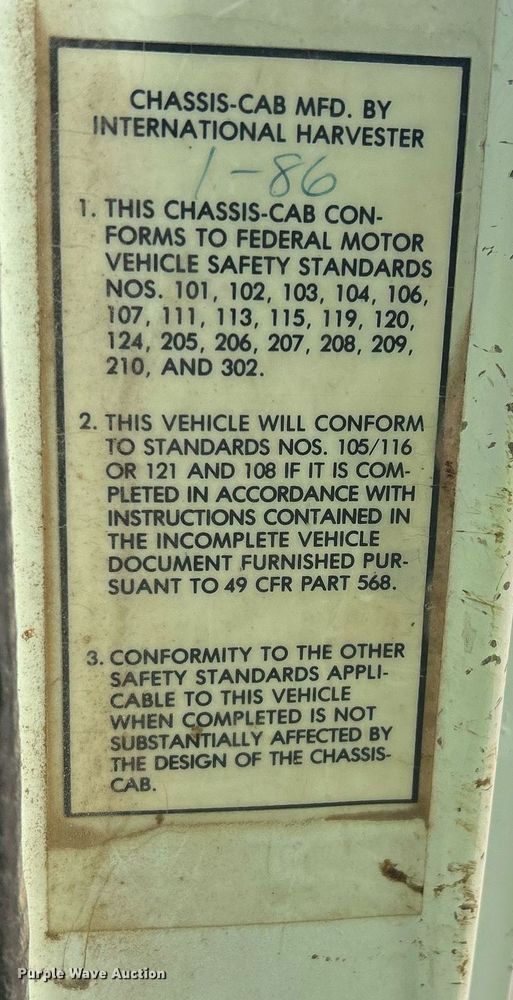 CHASSIS-CAB MFD. BY
INTERNATIONAL HARVESTER
1-86
1. THIS CHASSIS-CAB CON-
FORMS TO FEDERAL MOTOR
VEHICLE SAFETY STANDARDS
NOS. 101, 102, 103, 104, 106,
107, 111, 113, 115, 119, 120,
124, 205, 206, 207, 208, 209,
210, AND 302.
2. THIS VEHICLE WILL CONFORM
TO STANDARDS NOS. 105/116
OR 121 AND 108 IF IT IS COM-
PLETED IN ACCORDANCE WITH
INSTRUCTIONS CONTAINED IN
THE INCOMPLETE VEHICLE
DOCUMENT FURNISHED PUR-
SUANT TO 49 CFR PART 568.
3. CONFORMITY TO THE OTHER
SAFETY STANDARDS APPLI-
CABLE TO THIS VEHICLE
WHEN COMPLETED IS NOT
SUBSTANTIALLY AFFECTED BY
THE DESIGN OF THE CHASSIS-
CAB.
Purple Wave Auction